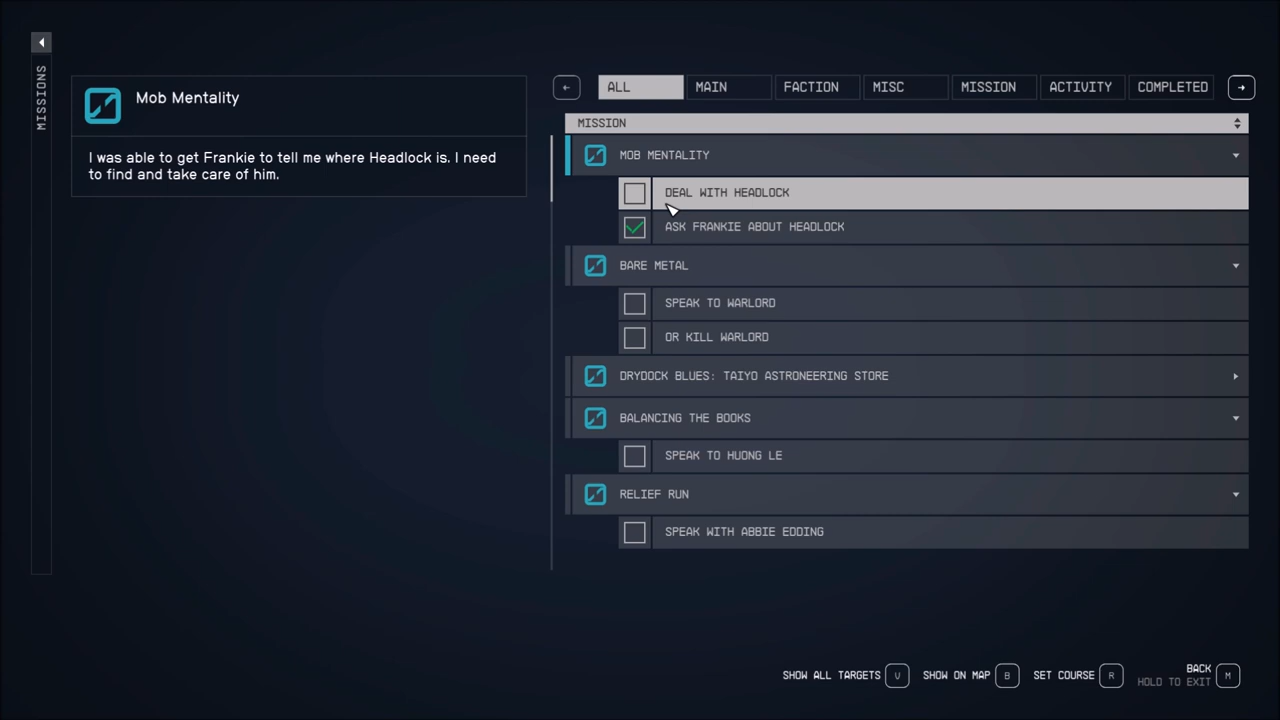 MISSIONS
Mob Mentality
I was able to get Frankie to tell me where Headlock is. I need
to find and take care of him.
ALL
MAIN
FACTION
MISC
MISSION
ACTIVITY
COMPLETED
MISSION
MOB MENTALITY
DEAL WITH HEADLOCK
ASK FRANKIE ABOUT HEADLOCK
BARE METAL
SPEAK TO WARLORD
OR KILL WARLORD
DRYDOCK BLUES: TAIYO ASTRONEERING STORE
BALANCING THE BOOKS
SPEAK TO HUONG LE
RELIEF RUN
SPEAK WITH ABBIE EDDING
SHOW ALL TARGETS V
SHOW ON MAP B
SET COURSE R
BACK
HOLD TO EXIT M